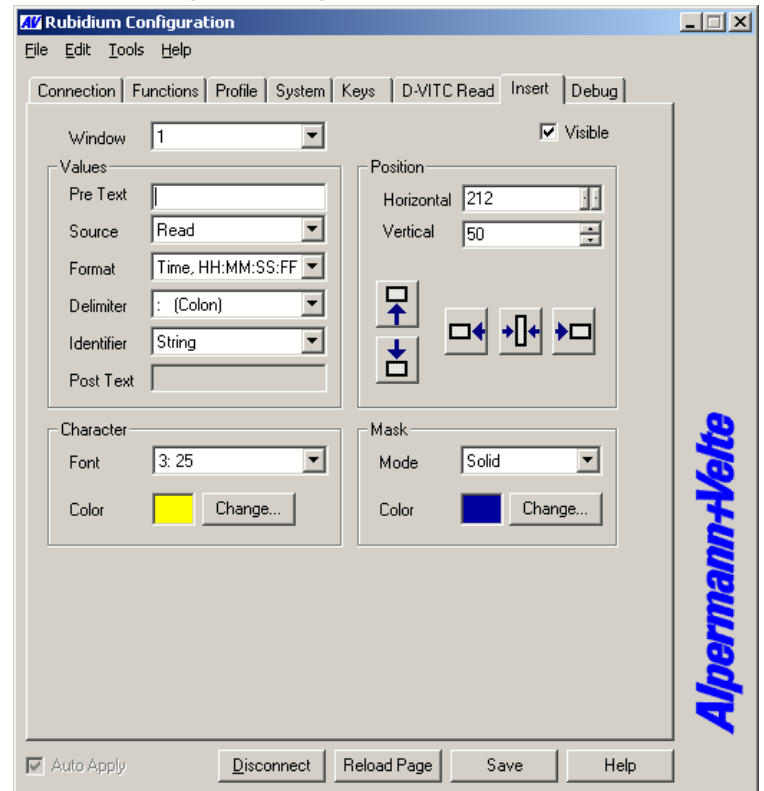 AV Rubidium Configuration
File Edit Tools Help
Connection Functions Profile System Keys D-VITC Read Insert Debug
Window 1 Visible
Values
Pre Text
Source Read
Format Time, HH:MM:SS:FF
Delimiter : (Colon)
Identifier String
Post Text
Position
Horizontal 212
Vertical 50
Character
Font 3: 25
Color Change...
Mask
Mode Solid
Color Change...
Alpermann+Velte
Auto Apply Disconnect Reload Page Save Help